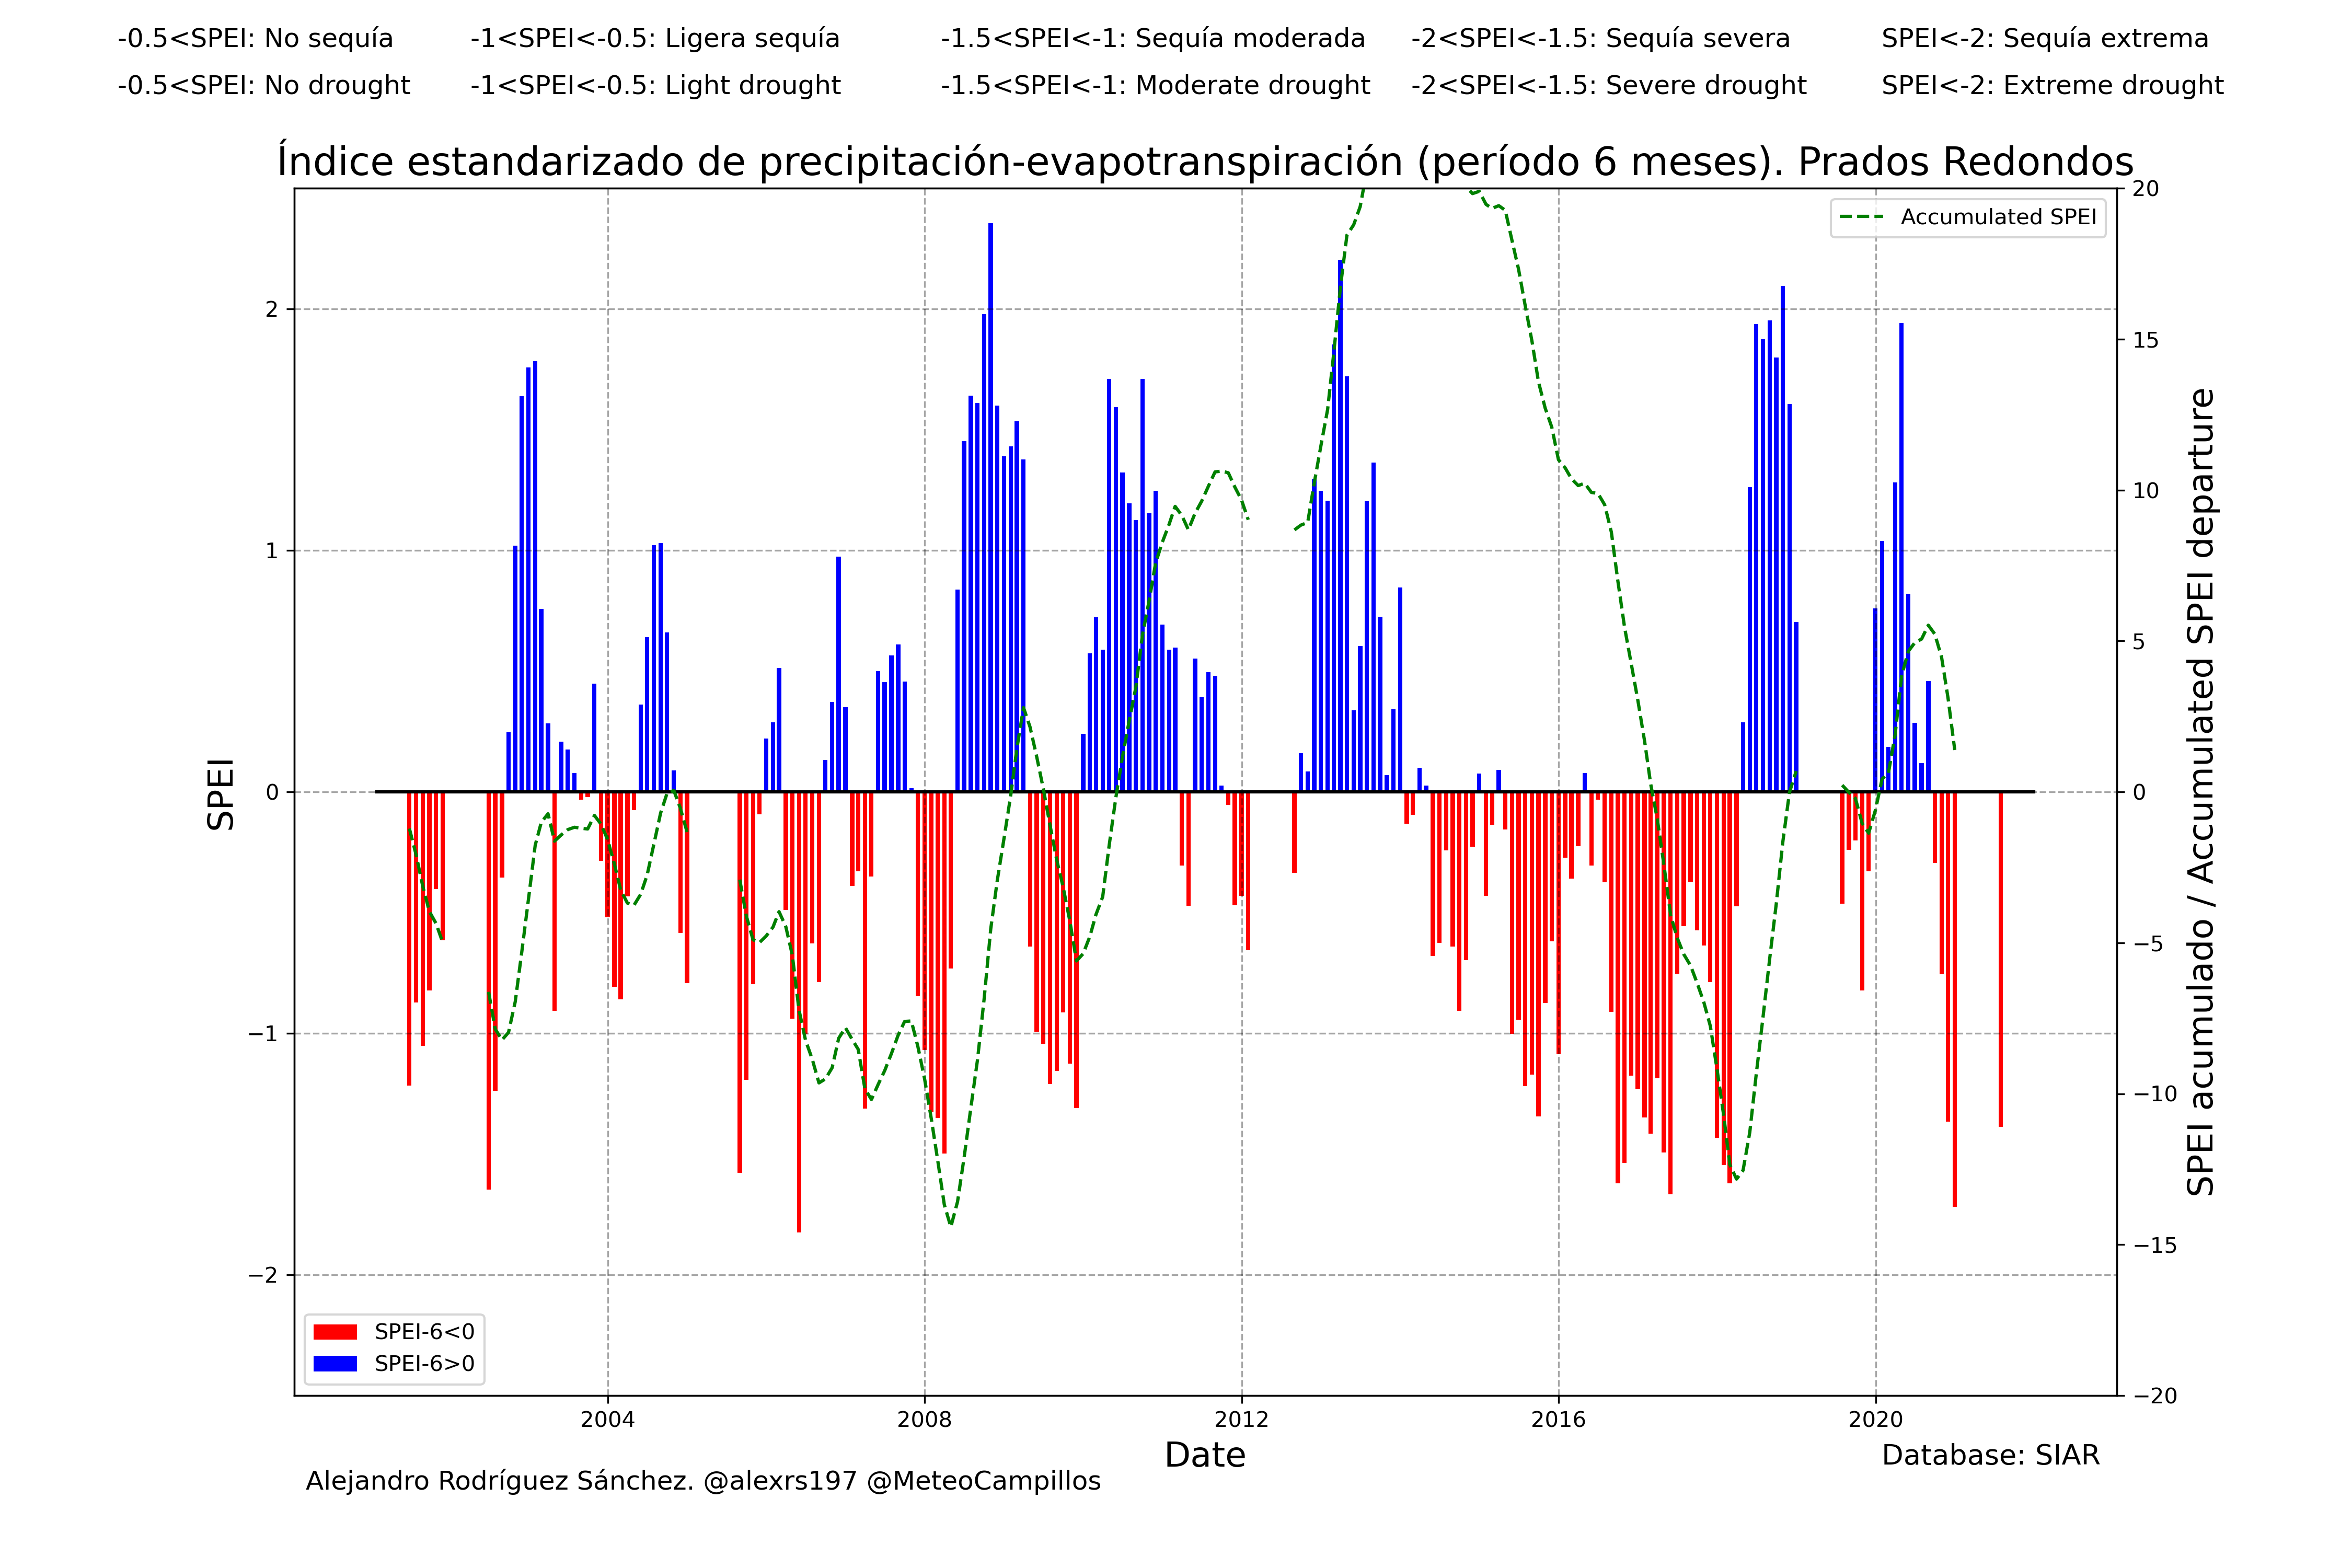 -0.5<SPEI: No sequía -1<SPEI<-0.5: Ligera sequía -1.5<SPEI<-1: Sequía moderada -2<SPEI<-1.5: Sequía severa SPEI<-2: Sequía extrema
-0.5<SPEI: No drought -1<SPEI<-0.5: Light drought -1.5<SPEI<-1: Moderate drought -2<SPEI<-1.5: Severe drought SPEI<-2: Extreme drought
Índice estandarizado de precipitación-evapotranspiración (período 6 meses). Prados Redondos
Accumulated SPEI
2
1
0
−1
−2
SPEI
20
15
10
5
0
−5
−10
−15
−20
SPEI acumulado / Accumulated SPEI departure
SPEI-6<0
SPEI-6>0
2004 2008 2012 2016 2020
Date
Database: SIAR
Alejandro Rodríguez Sánchez. @alexrs197 @MeteoCampillos